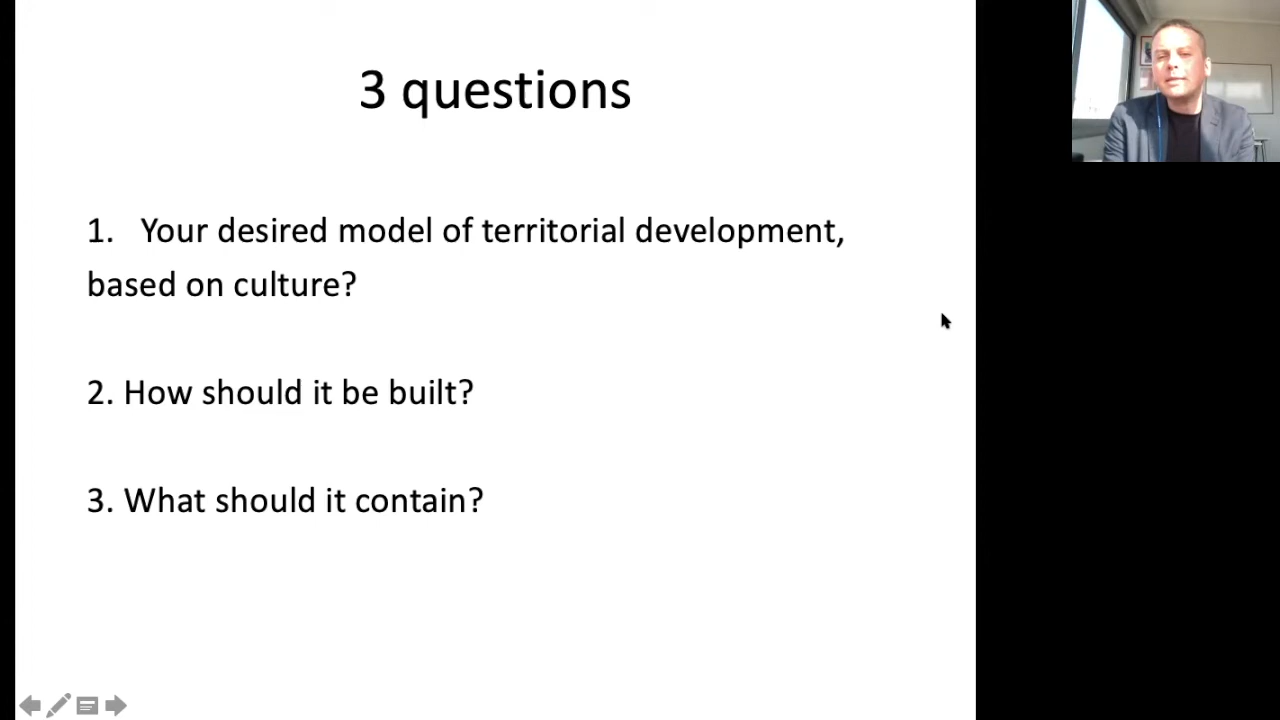 3 questions
1. Your desired model of territorial development,
based on culture?
2. How should it be built?
3. What should it contain?